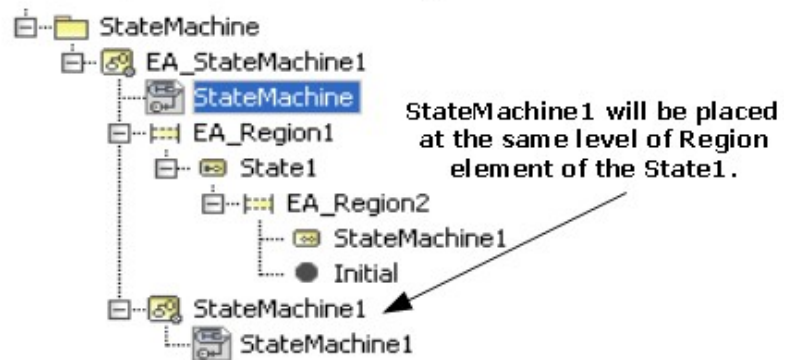 StateMachine
EA_StateMachine1
StateMachine
EA_Region1
State1
EA_Region2
StateMachine1
Initial
StateMachine1
StateMachine1
StateMachine1 will be placed
at the same level of Region
element of the State1.